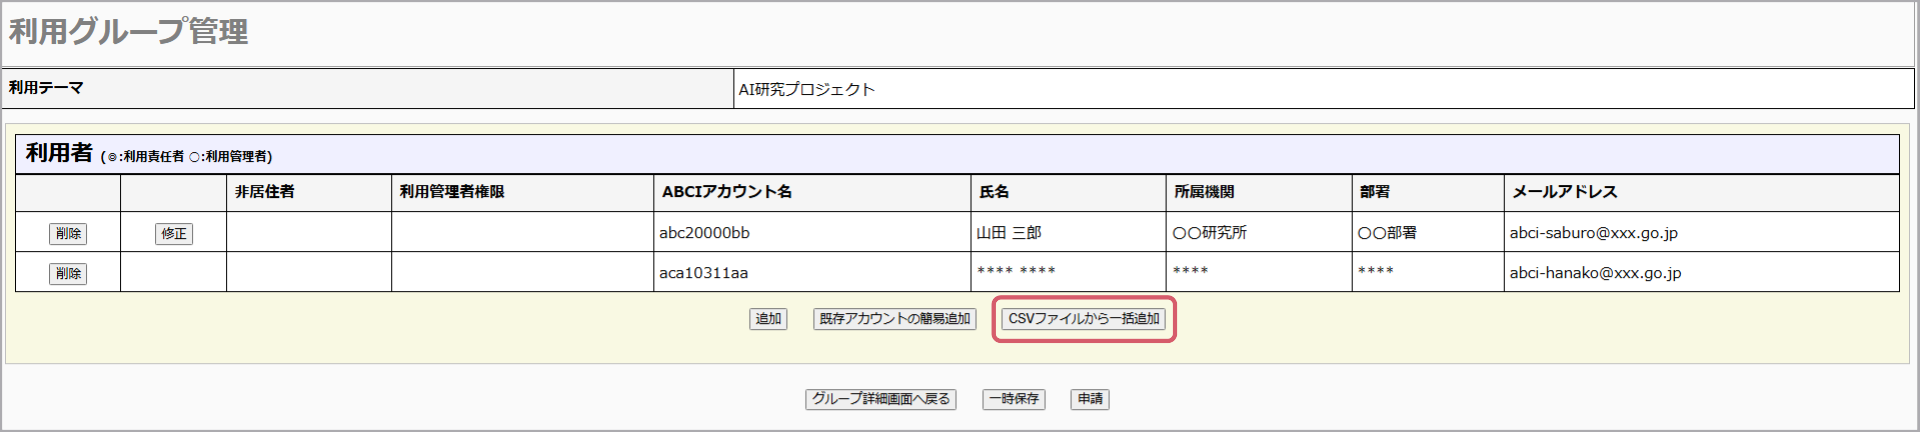 利用グループ管理
利用テーマ AI研究プロジェクト
利用者 (◎:利用責任者 ○:利用管理者)
非居住者 利用管理者権限 ABCIアカウント名 氏名 所属機関 部署 メールアドレス
削除 修正 abc20000bb 山田 三郎 〇〇研究所 〇〇部署 abci-saburo@xxx.go.jp
削除 aca10311aa **** **** **** **** abci-hanako@xxx.go.jp
追加 既存アカウントの簡易追加 CSVファイルから一括追加
グループ詳細画面へ戻る 一時保存 申請